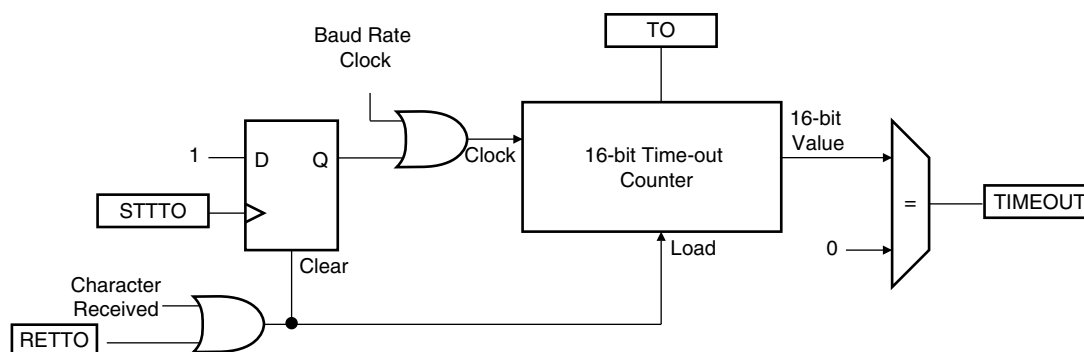 TO
Baud Rate
Clock
16-bit
Value
1
D
Q
Clock
16-bit Time-out
Counter
STTTO
=
TIMEOUT
Clear
Load
0
Character
Received
RETTO